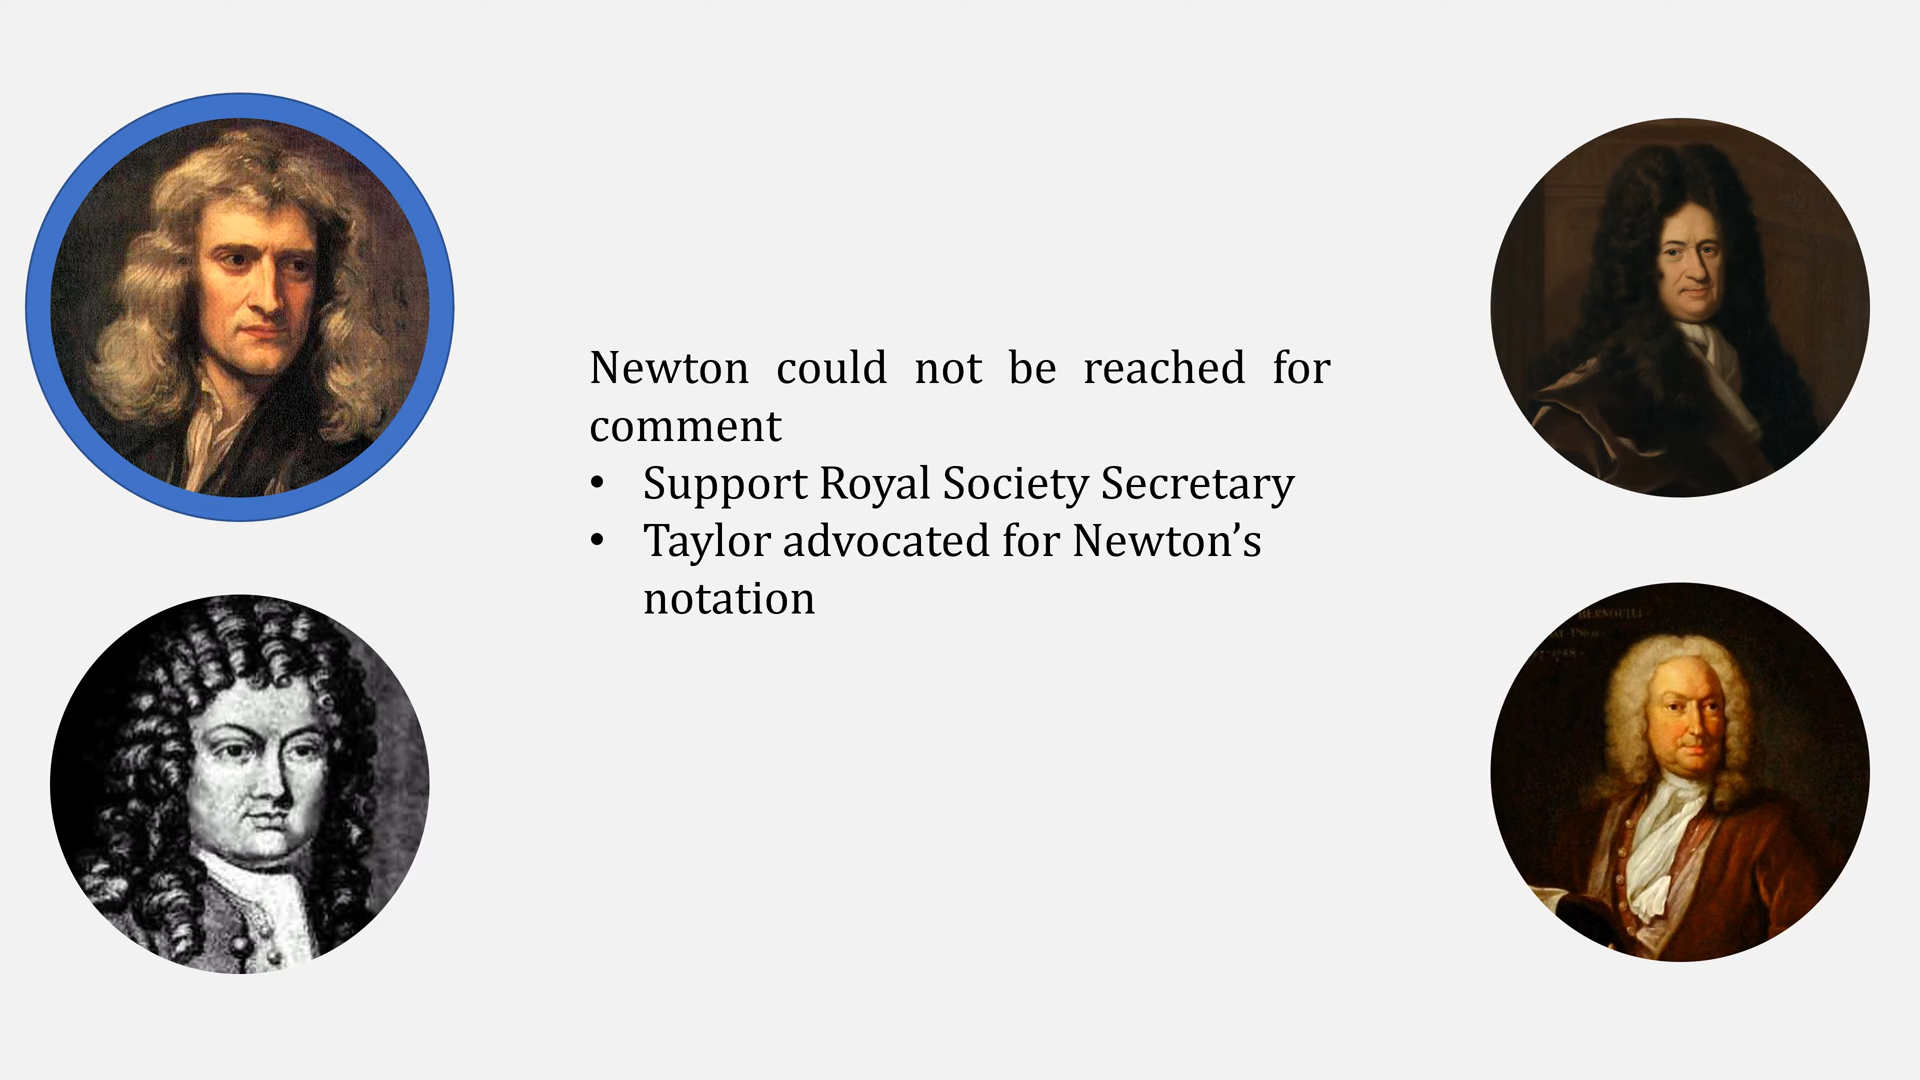 Newton could not be reached for
comment
• Support Royal Society Secretary
• Taylor advocated for Newton’s
notation